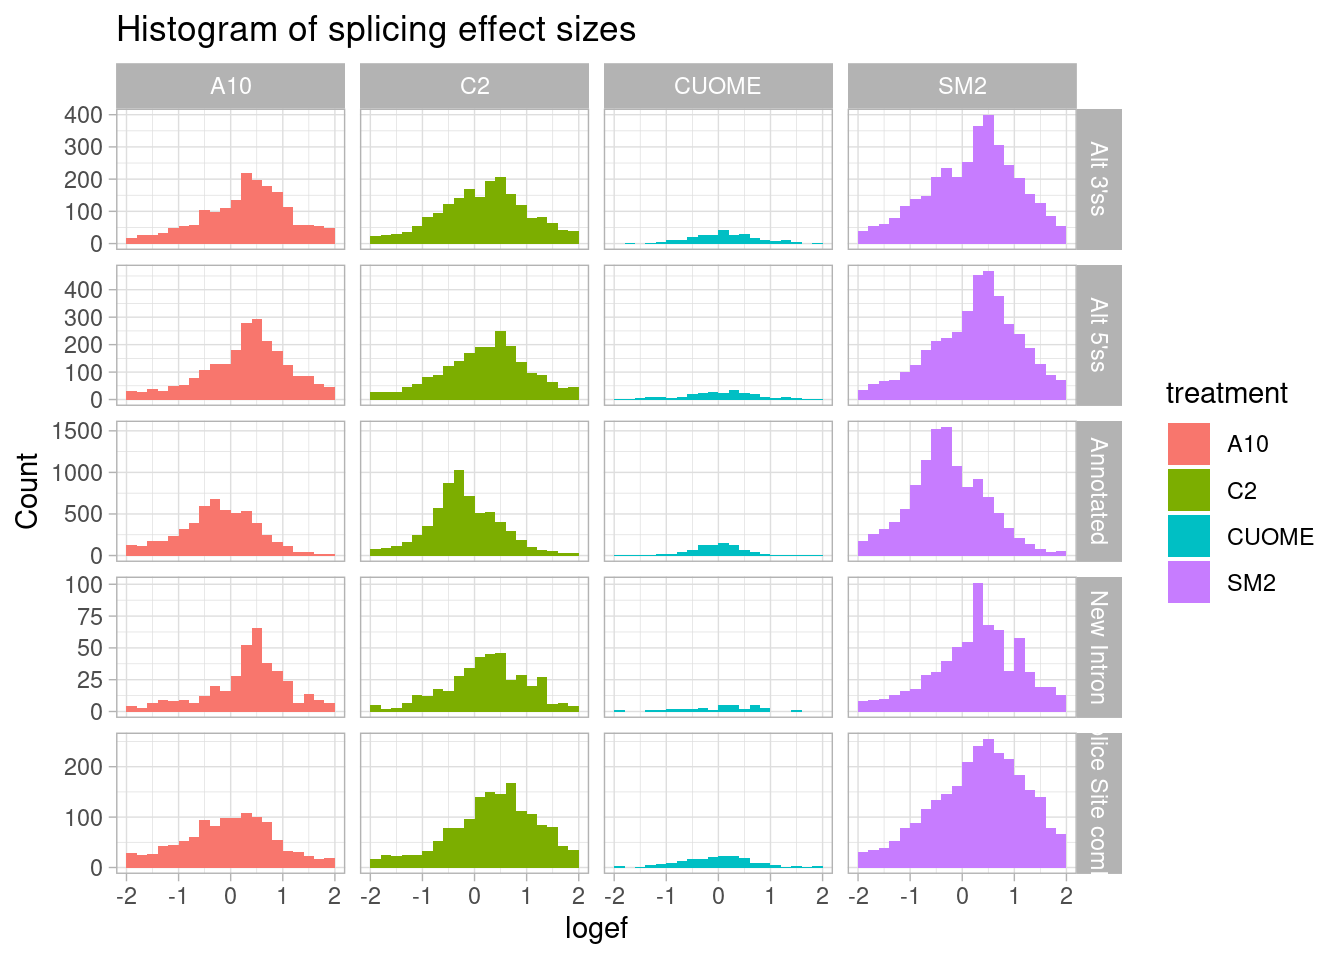 Histogram of splicing effect sizes
A10 C2 CUOME SM2
400
300
200
100
0
Alt 3'ss
400
300
200
100
0
Alt 5'ss
1500
1000
500
0
Annotated
100
75
50
25
0
New Intron
200
100
0
Site com
Count
-2 -1 0 1 2 -2 -1 0 1 2 -2 -1 0 1 2 -2 -1 0 1 2
logef
treatment
A10
C2
CUOME
SM2